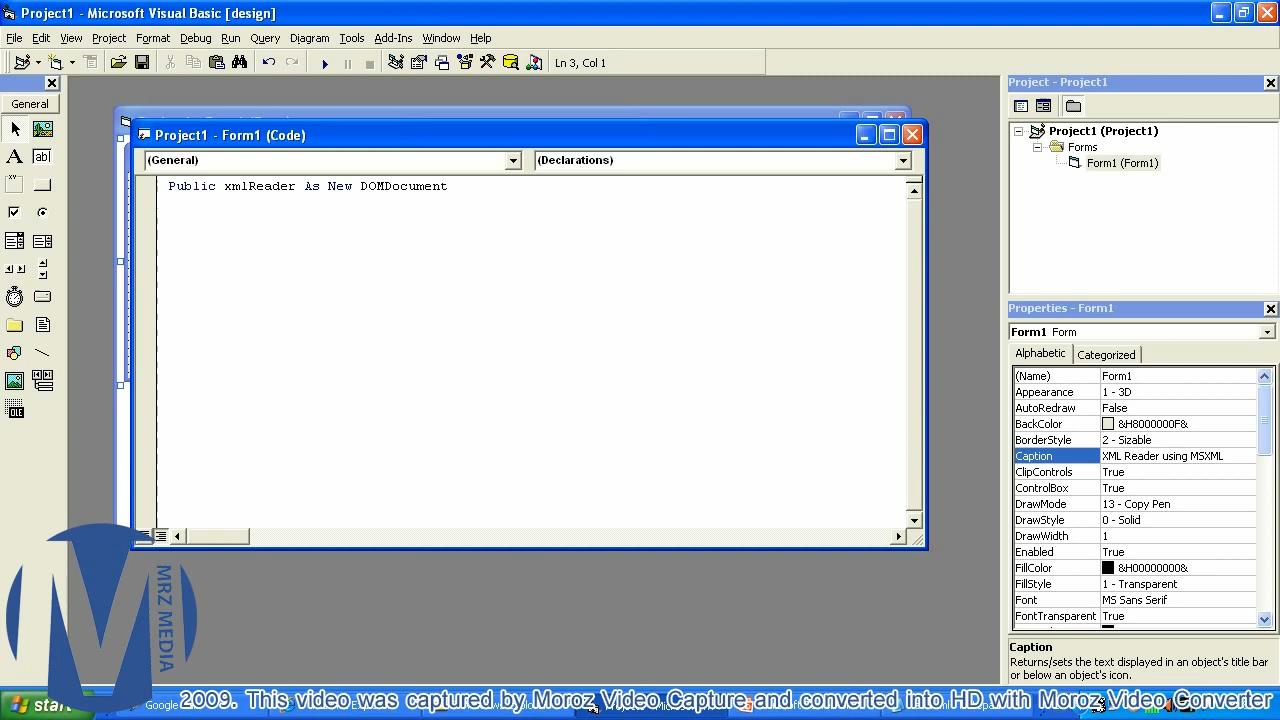 Project1 - Microsoft Visual Basic [design]
File Edit View Project Format Debug Run Query Diagram Tools Add-Ins Window Help
Ln 3, Col 1
General
Project1 - Form1 (Code)
(General) (Declarations)
Public xmlReader As New DOMDocument
Project - Project1
Project1 (Project1)
Forms
Form1 (Form1)
Properties - Form1
Form1 Form
Alphabetic Categorized
(Name) Form1
Appearance 1 - 3D
AutoRedraw False
BackColor &H8000000F&
BorderStyle 2 - Sizable
Caption XML Reader using MSXML
ClipControls True
ControlBox True
DrawMode 13 - Copy Pen
DrawStyle 0 - Solid
DrawWidth 1
Enabled True
FillColor &H00000000&
FillStyle 1 - Transparent
Font MS Sans Serif
FontTransparent True
Caption
Returns/sets the text displayed in an object's title bar
or below an object's icon.
MRZ MEDIA
start
2009. This video was captured by Moroz Video Capture and converted into HD with Moroz Video Converter